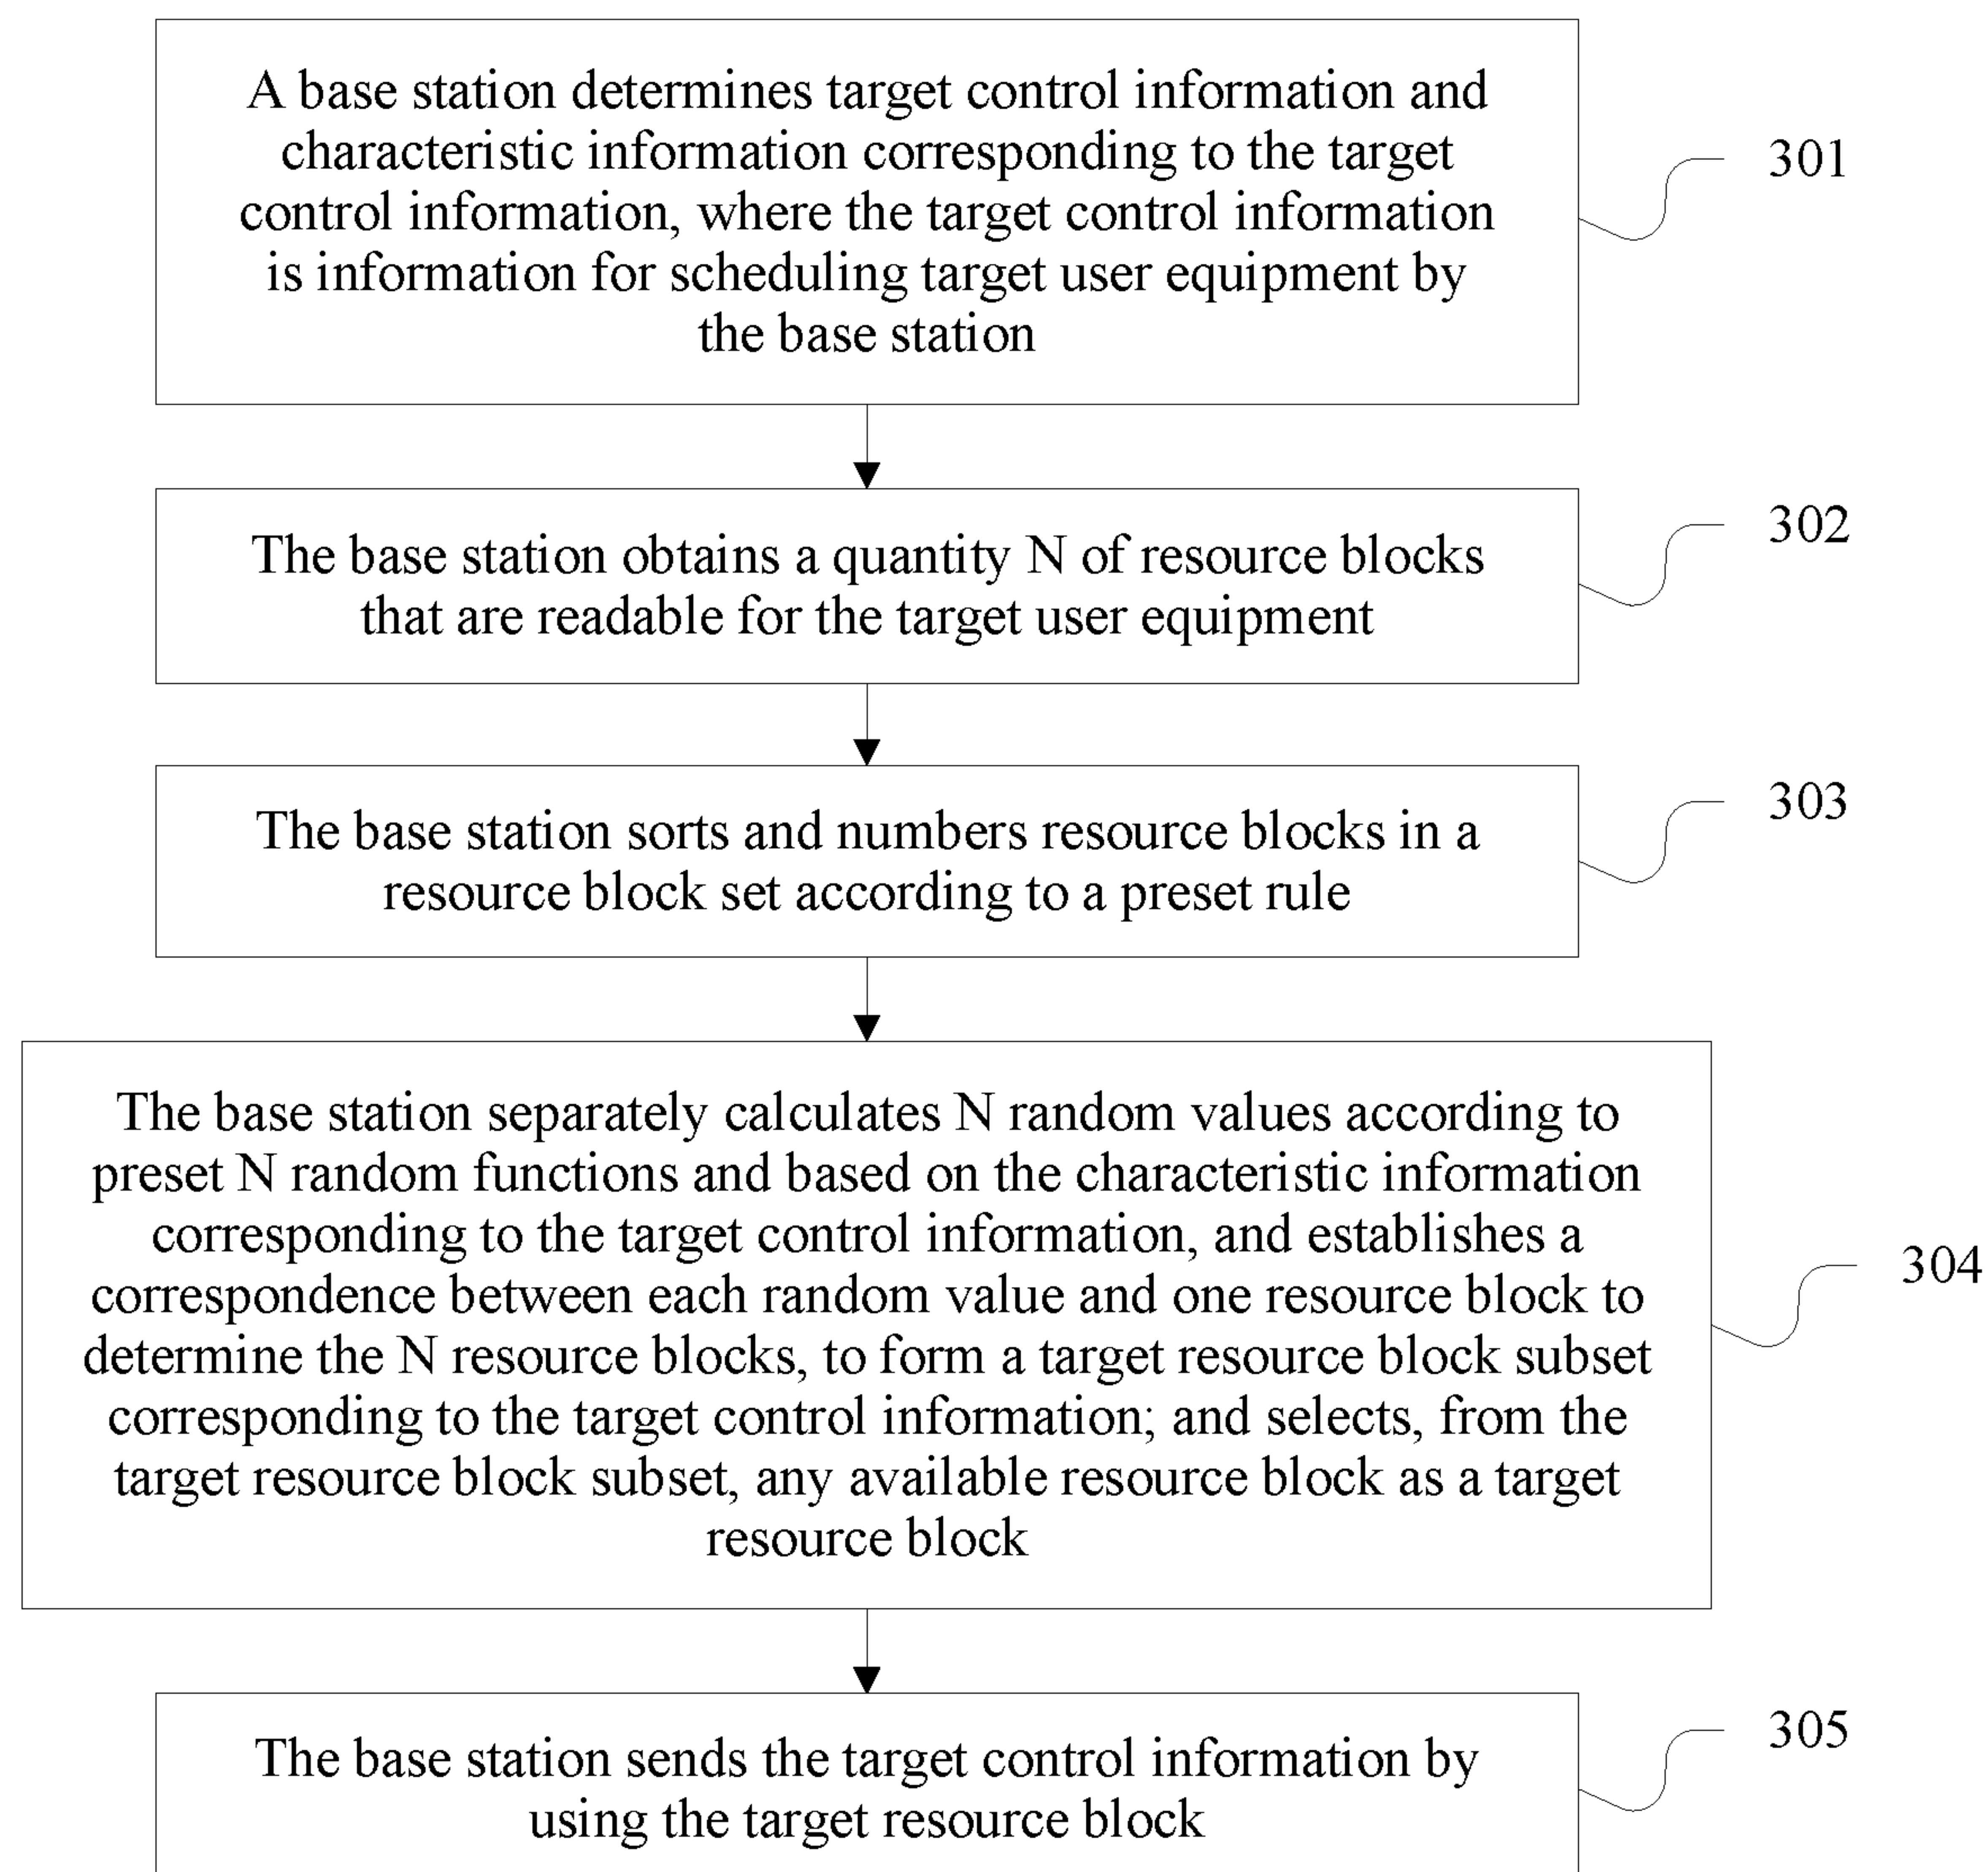 A base station determines target control information and
characteristic information corresponding to the target
control information, where the target control information
is information for scheduling target user equipment by
the base station
301
The base station obtains a quantity N of resource blocks
that are readable for the target user equipment
302
The base station sorts and numbers resource blocks in a
resource block set according to a preset rule
303
The base station separately calculates N random values according to
preset N random functions and based on the characteristic information
corresponding to the target control information, and establishes a
correspondence between each random value and one resource block to
determine the N resource blocks, to form a target resource block subset
corresponding to the target control information; and selects, from the
target resource block subset, any available resource block as a target
resource block
304
The base station sends the target control information by
using the target resource block
305